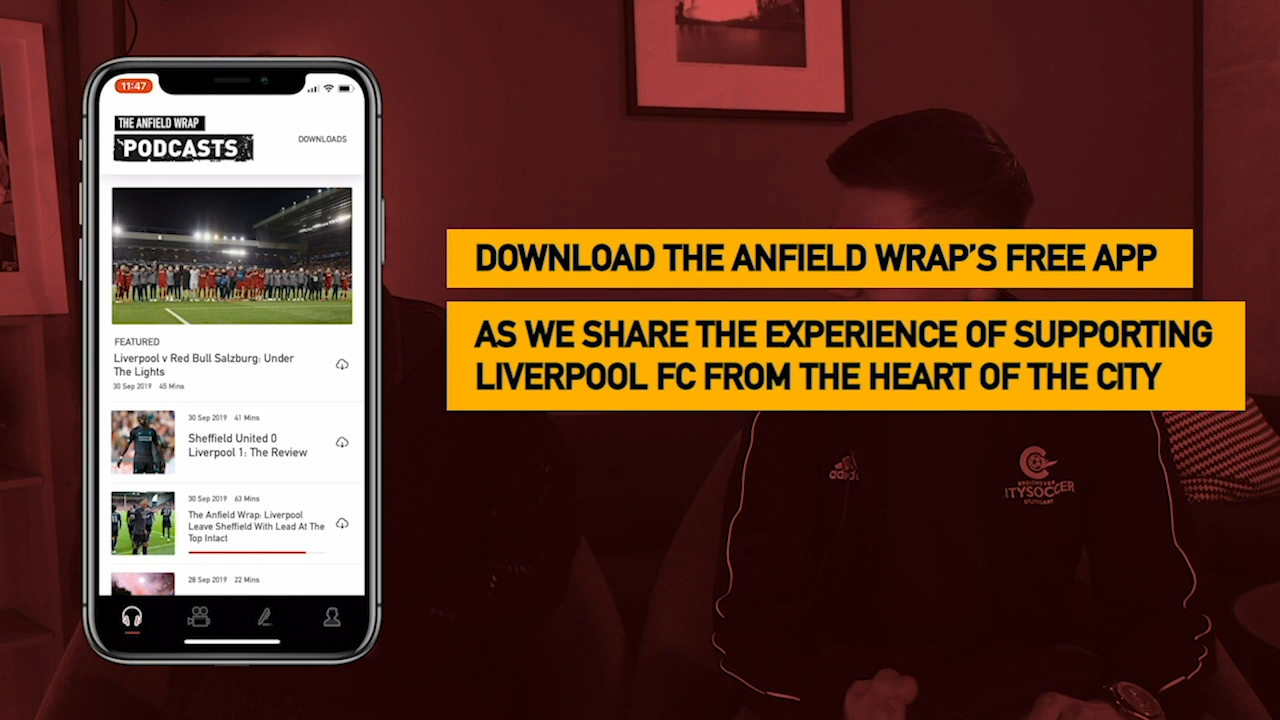 11:47
THE ANFIELD WRAP
PODCASTS
DOWNLOADS
FEATURED
Liverpool v Red Bull Salzburg: Under
The Lights
30 Sep 2019 45 Mins
30 Sep 2019 41 Mins
Sheffield United 0
Liverpool 1: The Review
30 Sep 2019 63 Mins
The Anfield Wrap: Liverpool
Leave Sheffield With Lead At The
Top Intact
28 Sep 2019 22 Mins
DOWNLOAD THE ANFIELD WRAP'S FREE APP
AS WE SHARE THE EXPERIENCE OF SUPPORTING
LIVERPOOL FC FROM THE HEART OF THE CITY
adidas
BREITMEYER
ITYSOCCER
STUTTGART